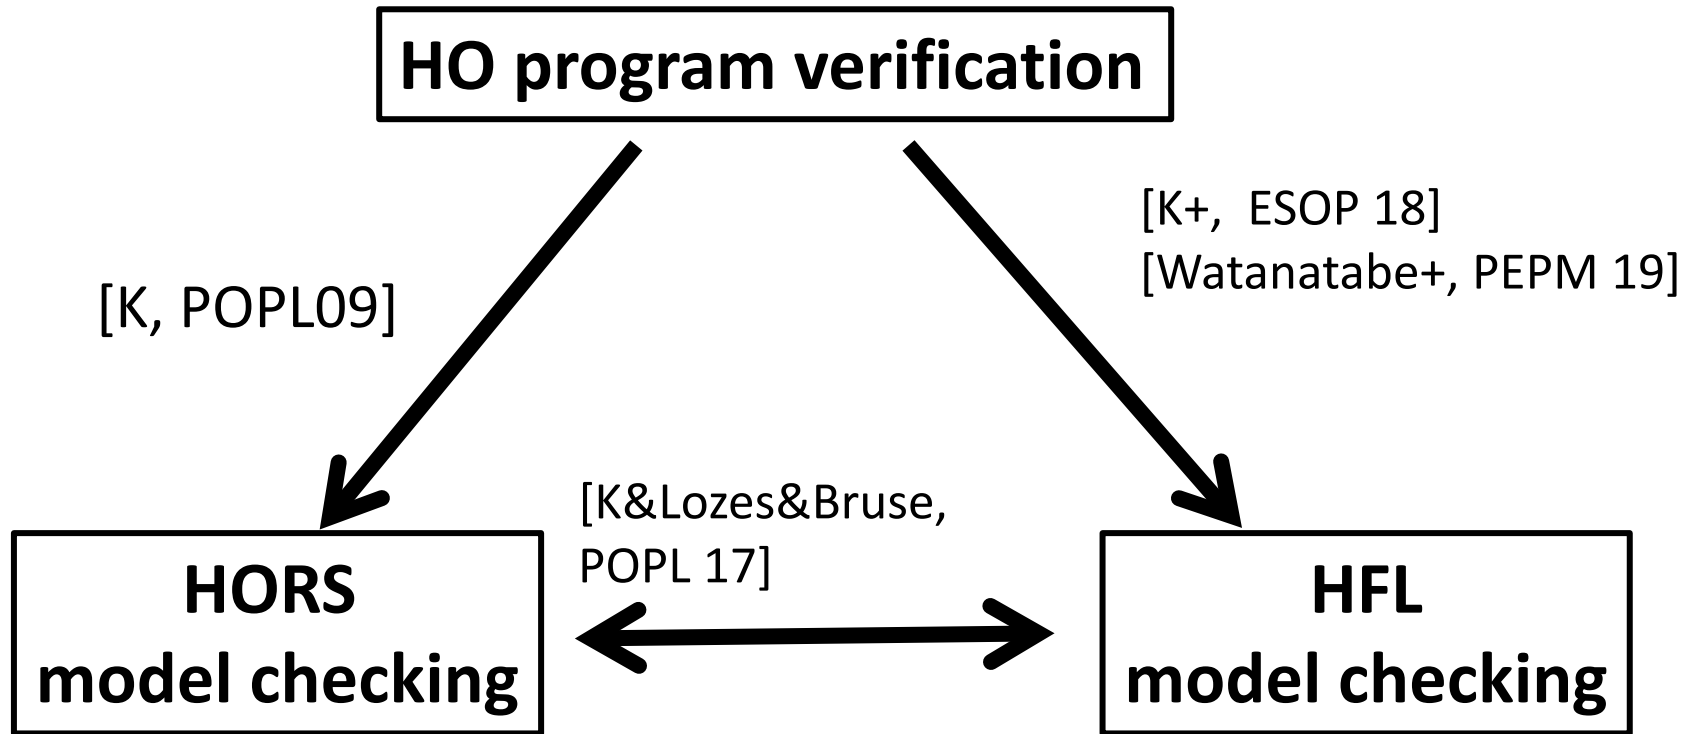 HO program verification
[K+, ESOP 18]
[Watanatabe+, PEPM 19]
[K, POPL09]
[K&Lozes&Bruse,
POPL 17]
HORS
model checking
HFL
model checking